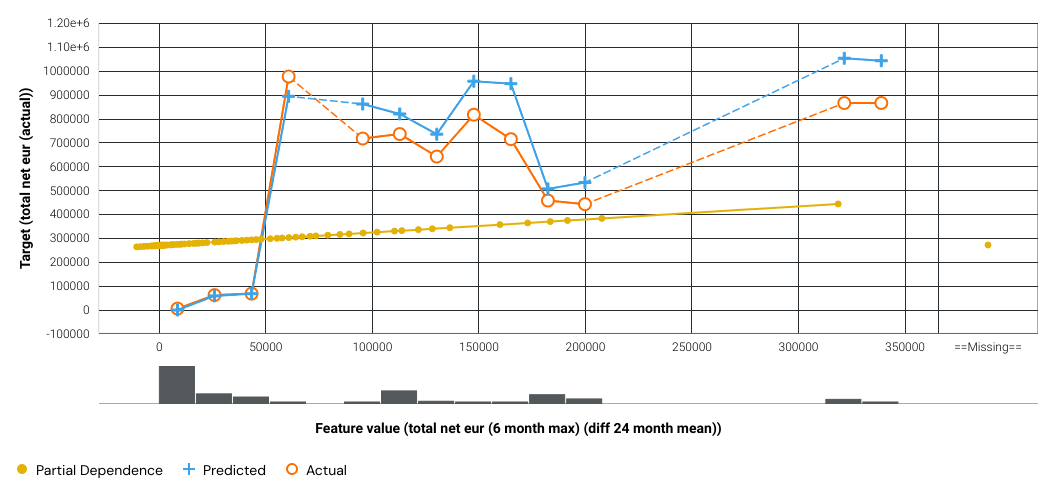 1.20e+6
1.10e+6
1000000
900000
800000
700000
600000
500000
400000
300000
200000
100000
0
-100000
Target (total net eur (actual))
0 50000 100000 150000 200000 250000 300000 350000 ==Missing==
Feature value (total net eur (6 month max) (diff 24 month mean))
Partial Dependence Predicted Actual